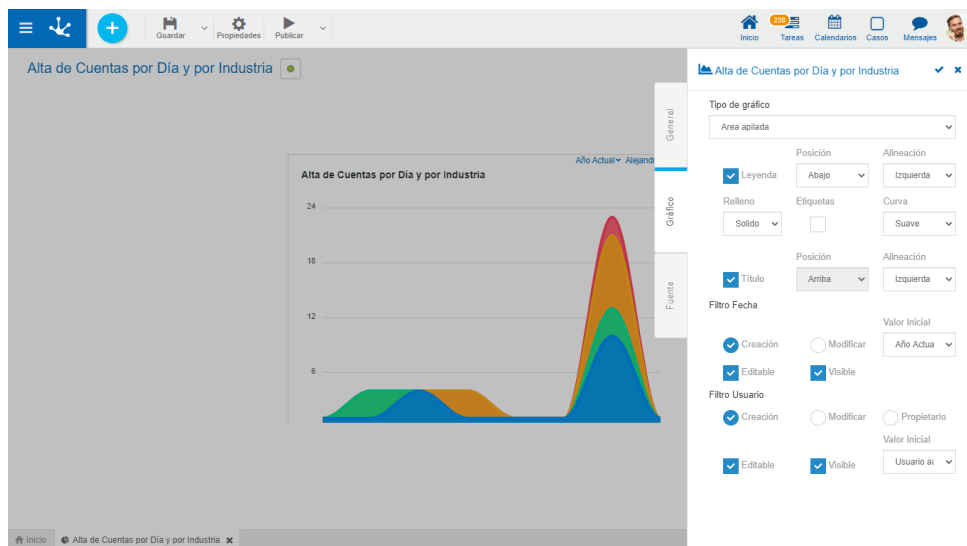 Guardar Propiedades Publicar
238
Inicio Tareas Calendarios Casos Mensajes
Alta de Cuentas por Día y por Industria
Año Actual
Alta de Cuentas por Día y por Industria
24
18
12
6
General
Gráfico
Fuente
Alta de Cuentas por Día y por Industria
Tipo de gráfico
Area apilada
Posición Alineación
Leyenda Abajo Izquierda
Relleno Etiquetas Curva
Solido Suave
Posición Alineación
Título Arriba Izquierda
Filtro Fecha
Valor Inicial
Creación Modificar Año Actua
Editable Visible
Filtro Usuario
Creación Modificar Propietario
Valor Inicial
Editable Visible Usuario
Inicio Alta de Cuentas por Día y por Industria